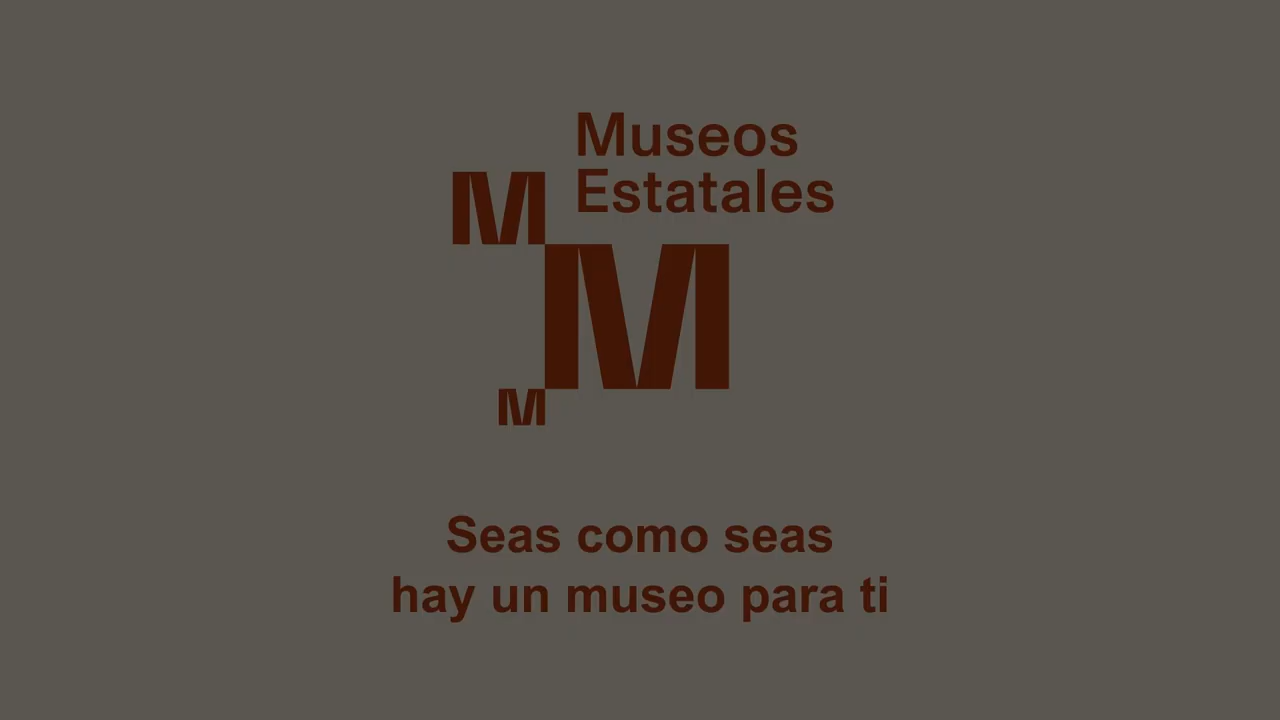 Museos
Estatales
M
M
M
Seas como seas
hay un museo para ti